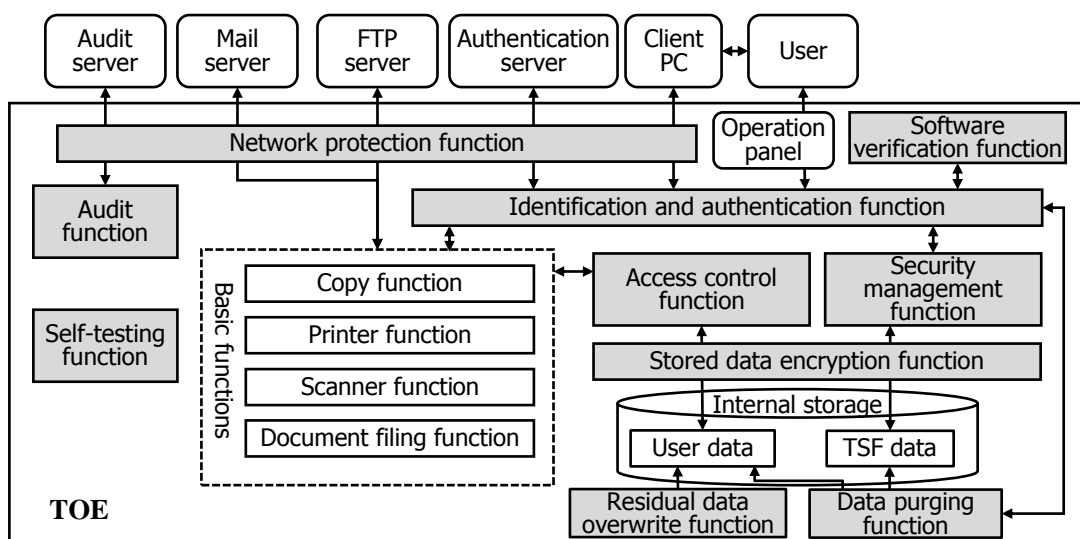 Audit
server
Mail
server
FTP
server
Authentication
server
Client
PC
User
Network protection function
Operation
panel
Software
verification function
Audit
function
Identification and authentication function
Basic functions
Copy function
Printer function
Scanner function
Document filing function
Access control
function
Security
management
function
Self-testing
function
Stored data encryption function
Internal storage
User data
TSF data
Residual data
overwrite function
Data purging
function
TOE